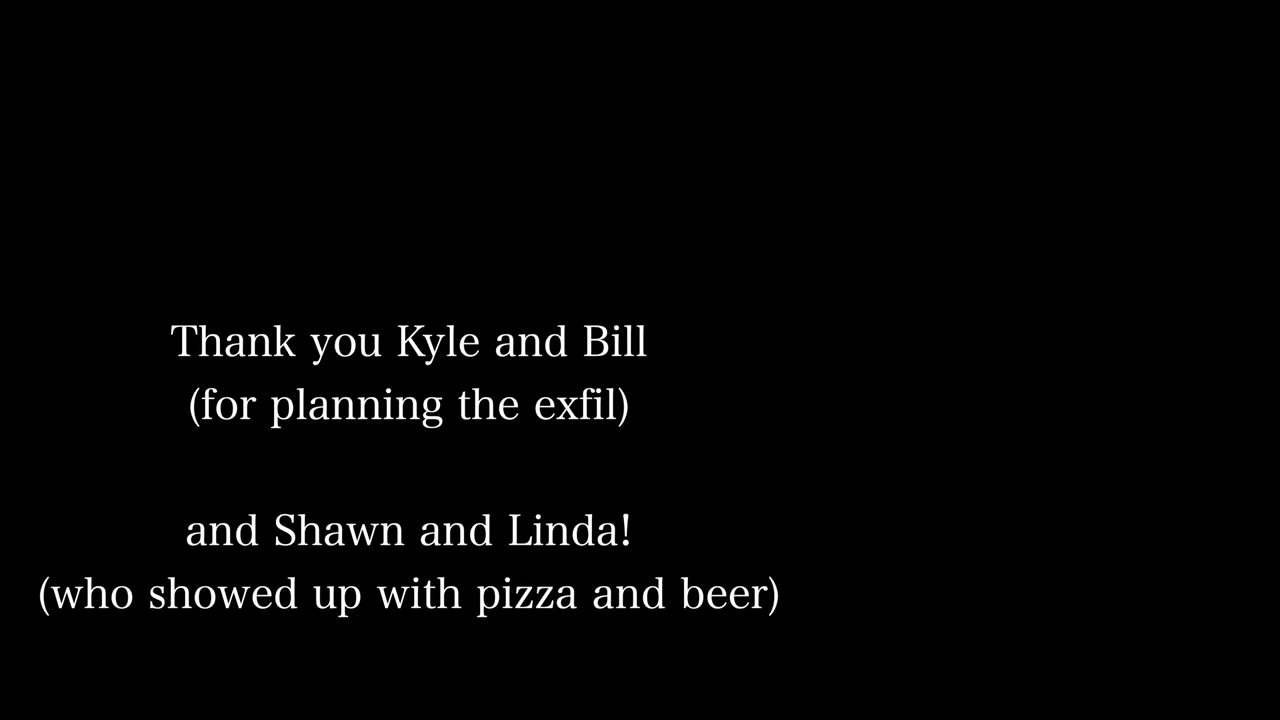 Thank you Kyle and Bill
(for planning the exfil)
and Shawn and Linda!
(who showed up with pizza and beer)